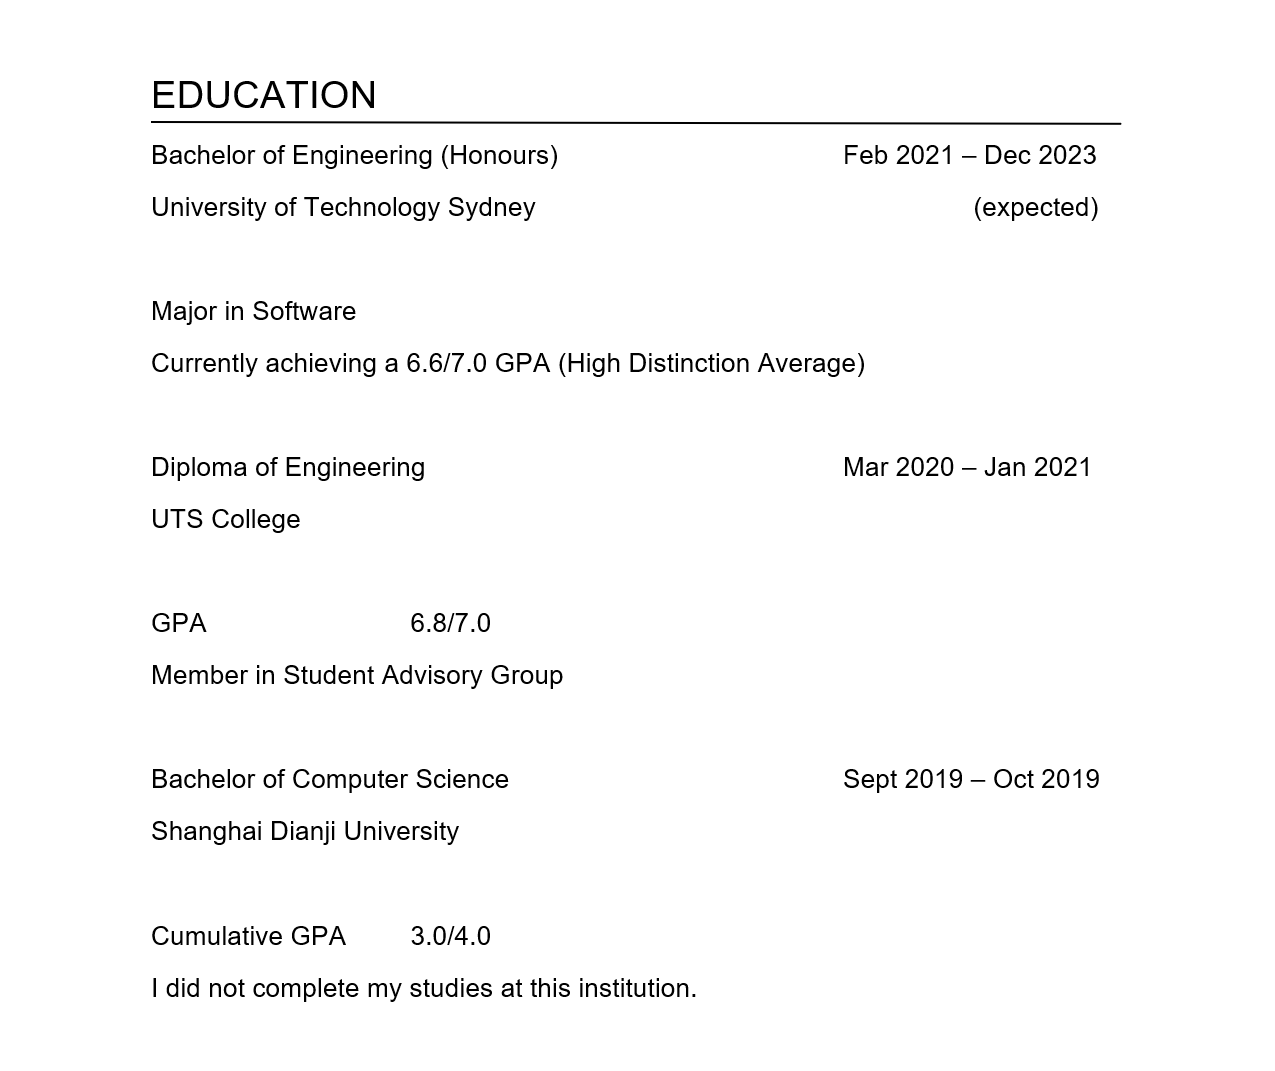 EDUCATION
Bachelor of Engineering (Honours) Feb 2021 – Dec 2023
University of Technology Sydney (expected)
Major in Software
Currently achieving a 6.6/7.0 GPA (High Distinction Average)
Diploma of Engineering Mar 2020 – Jan 2021
UTS College
GPA 6.8/7.0
Member in Student Advisory Group
Bachelor of Computer Science Sept 2019 – Oct 2019
Shanghai Dianji University
Cumulative GPA 3.0/4.0
I did not complete my studies at this institution.